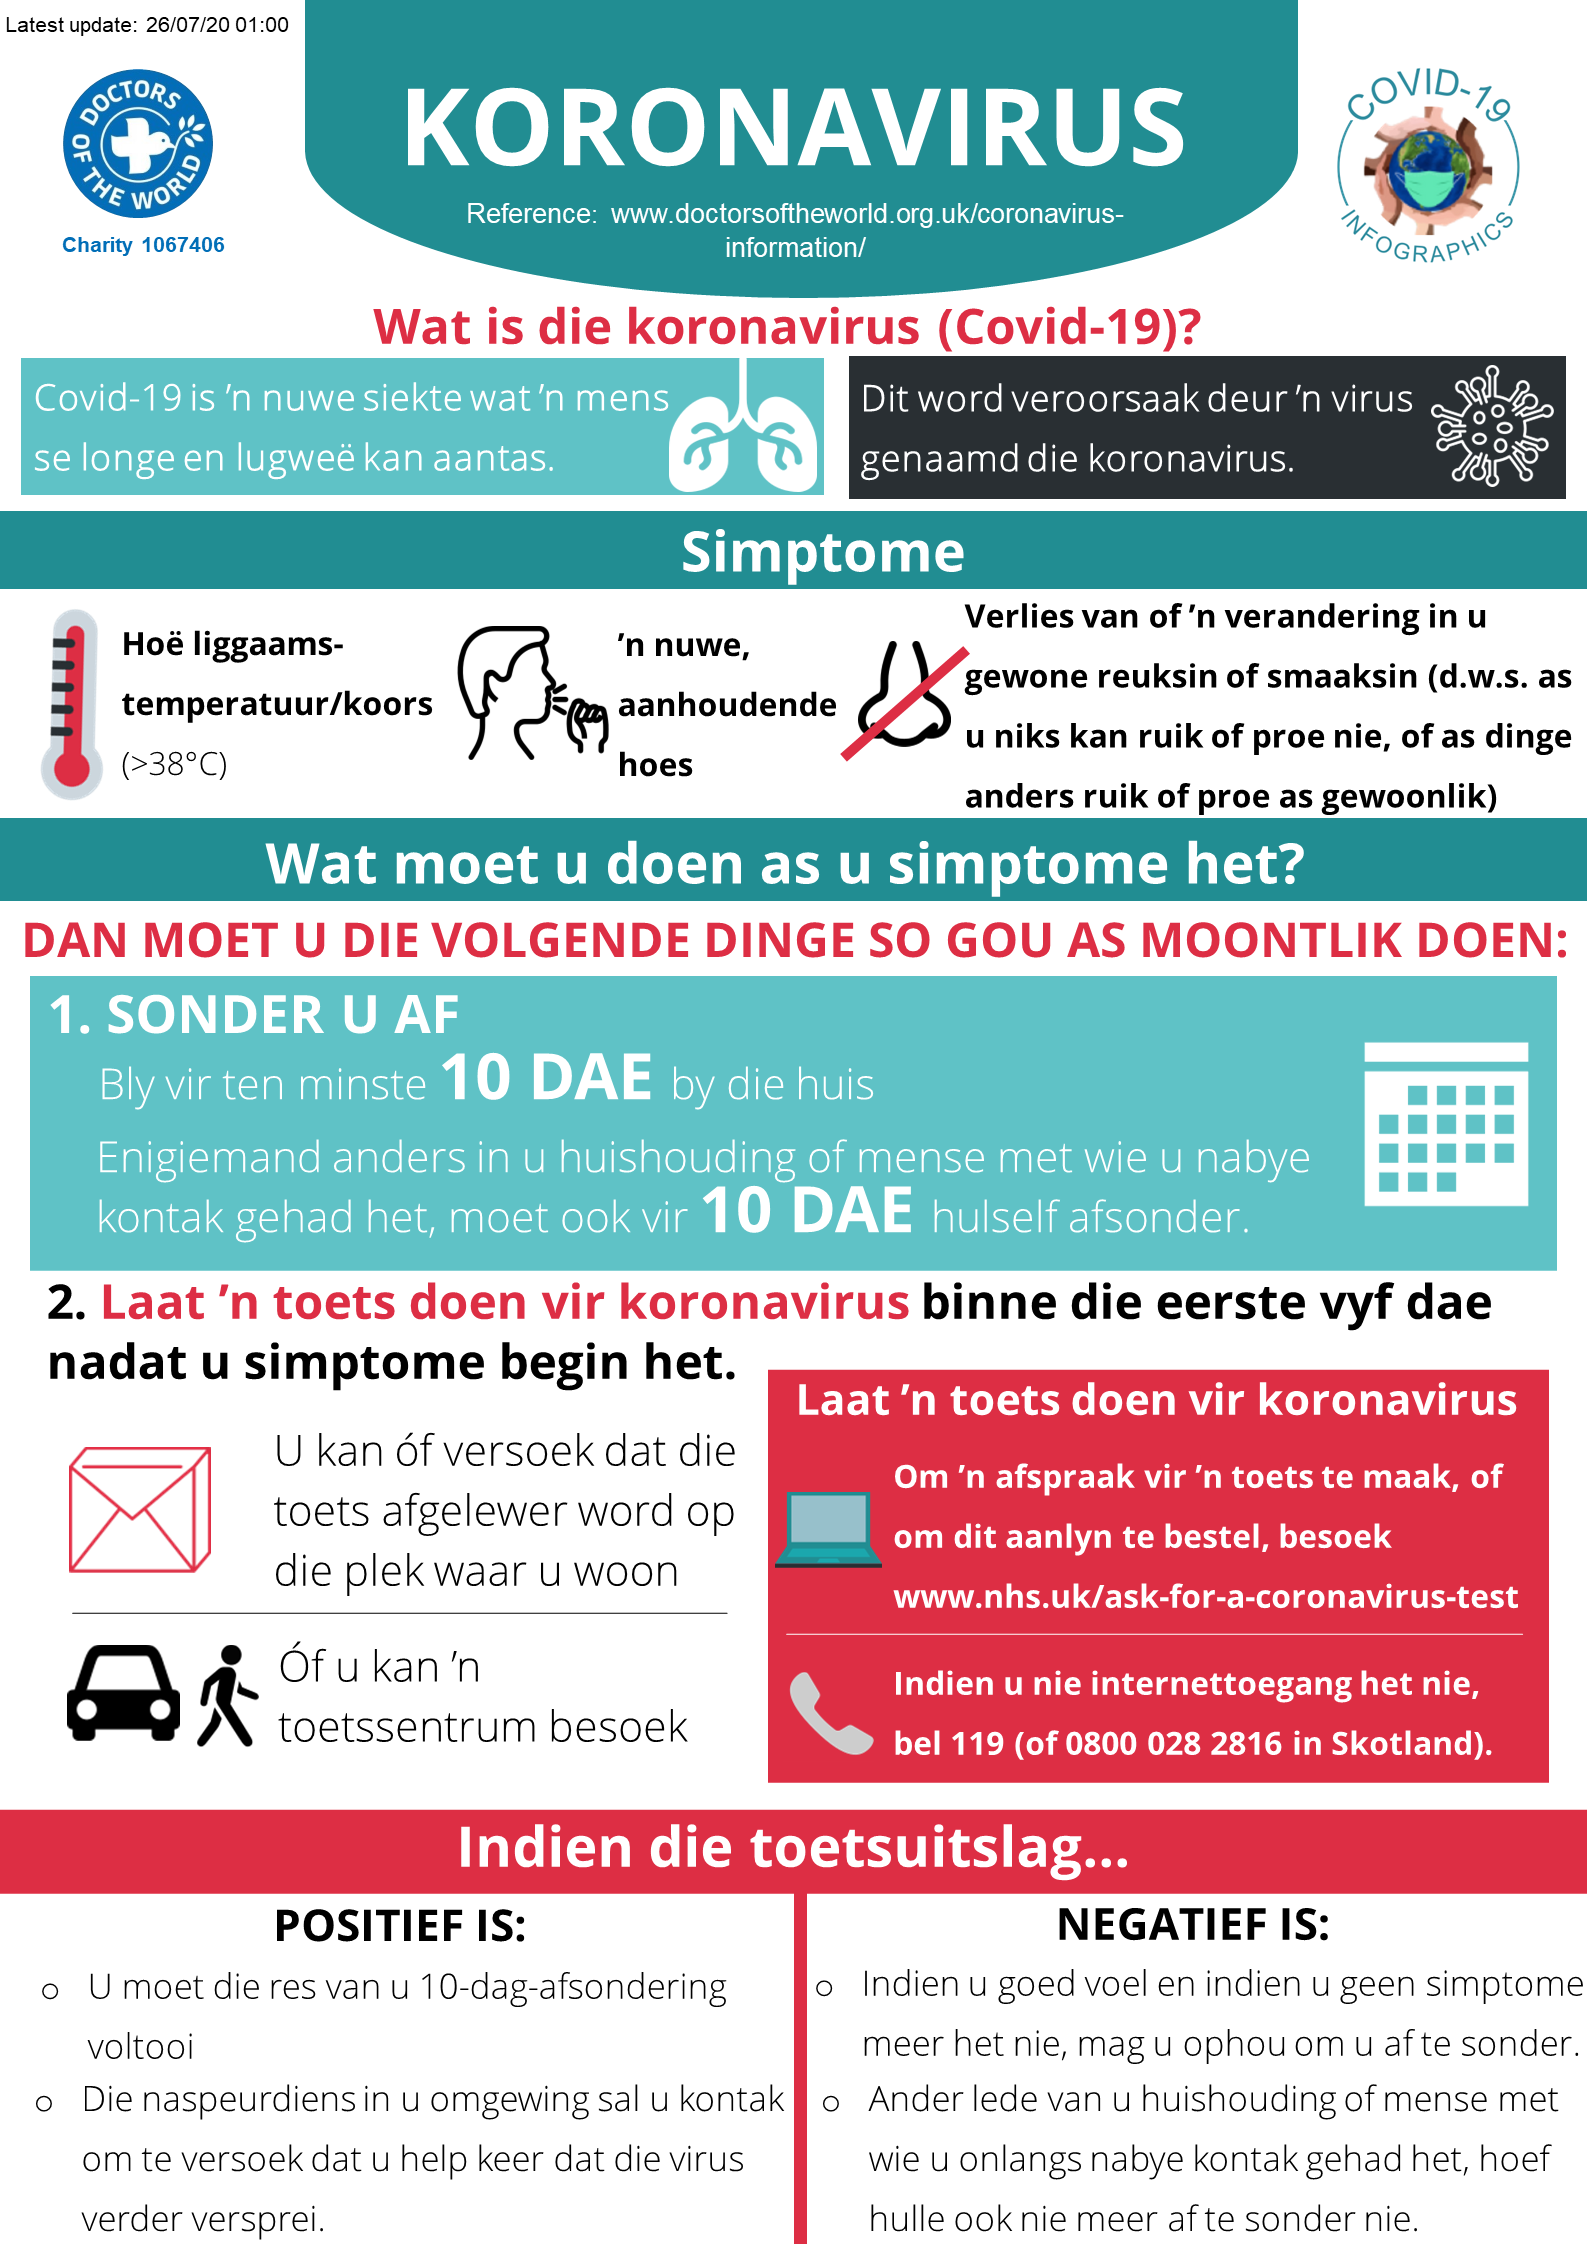 Latest update: 26/07/20 01:00
DOCTORS OF THE WORLD
Charity 1067406
KORONAVIRUS
Reference: www.doctorsoftheworld.org.uk/coronavirus-
information/
COVID-19
INFOGRAPHICS
Wat is die koronavirus (Covid-19)?
Covid-19 is ’n nuwe siekte wat ’n mens
se longe en lugweë kan aantas.
Dit word veroorsaak deur ’n virus
genaamd die koronavirus.
Simptome
Hoë liggaams-
temperatuur/koors
(>38°C)
’n nuwe,
aanhoudende
hoes
Verlies van of ’n verandering in u
gewone reuksin of smaaksin (d.w.s. as
u niks kan ruik of proe nie, of as dinge
anders ruik of proe as gewoonlik)
Wat moet u doen as u simptome het?
DAN MOET U DIE VOLGENDE DINGE SO GOU AS MOONTLIK DOEN:
1. SONDER U AF
Bly vir ten minste 10 DAE by die huis
Enigiemand anders in u huishouding of mense met wie u nabye
kontak gehad het, moet ook vir 10 DAE hulself afsonder.
2. Laat ’n toets doen vir koronavirus binne die eerste vyf dae
nadat u simptome begin het.
U kan óf versoek dat die
toets afgelewer word op
die plek waar u woon
Óf u kan ’n
toetssentrum besoek
Laat ’n toets doen vir koronavirus
Om ’n afspraak vir ’n toets te maak, of
om dit aanlyn te bestel, besoek
www.nhs.uk/ask-for-a-coronavirus-test
Indien u nie internettoegang het nie,
bel 119 (of 0800 028 2816 in Skotland).
Indien die toetsuitslag...
POSITIEF IS:
o U moet die res van u 10-dag-afsondering
voltooi
o Die naspeurdiens in u omgewing sal u kontak
om te versoek dat u help keer dat die virus
verder versprei.
NEGATIEF IS:
o Indien u goed voel en indien u geen simptome
meer het nie, mag u ophou om u af te sonder.
o Ander lede van u huishouding of mense met
wie u onlangs nabye kontak gehad het, hoef
hulle ook nie meer af te sonder nie.